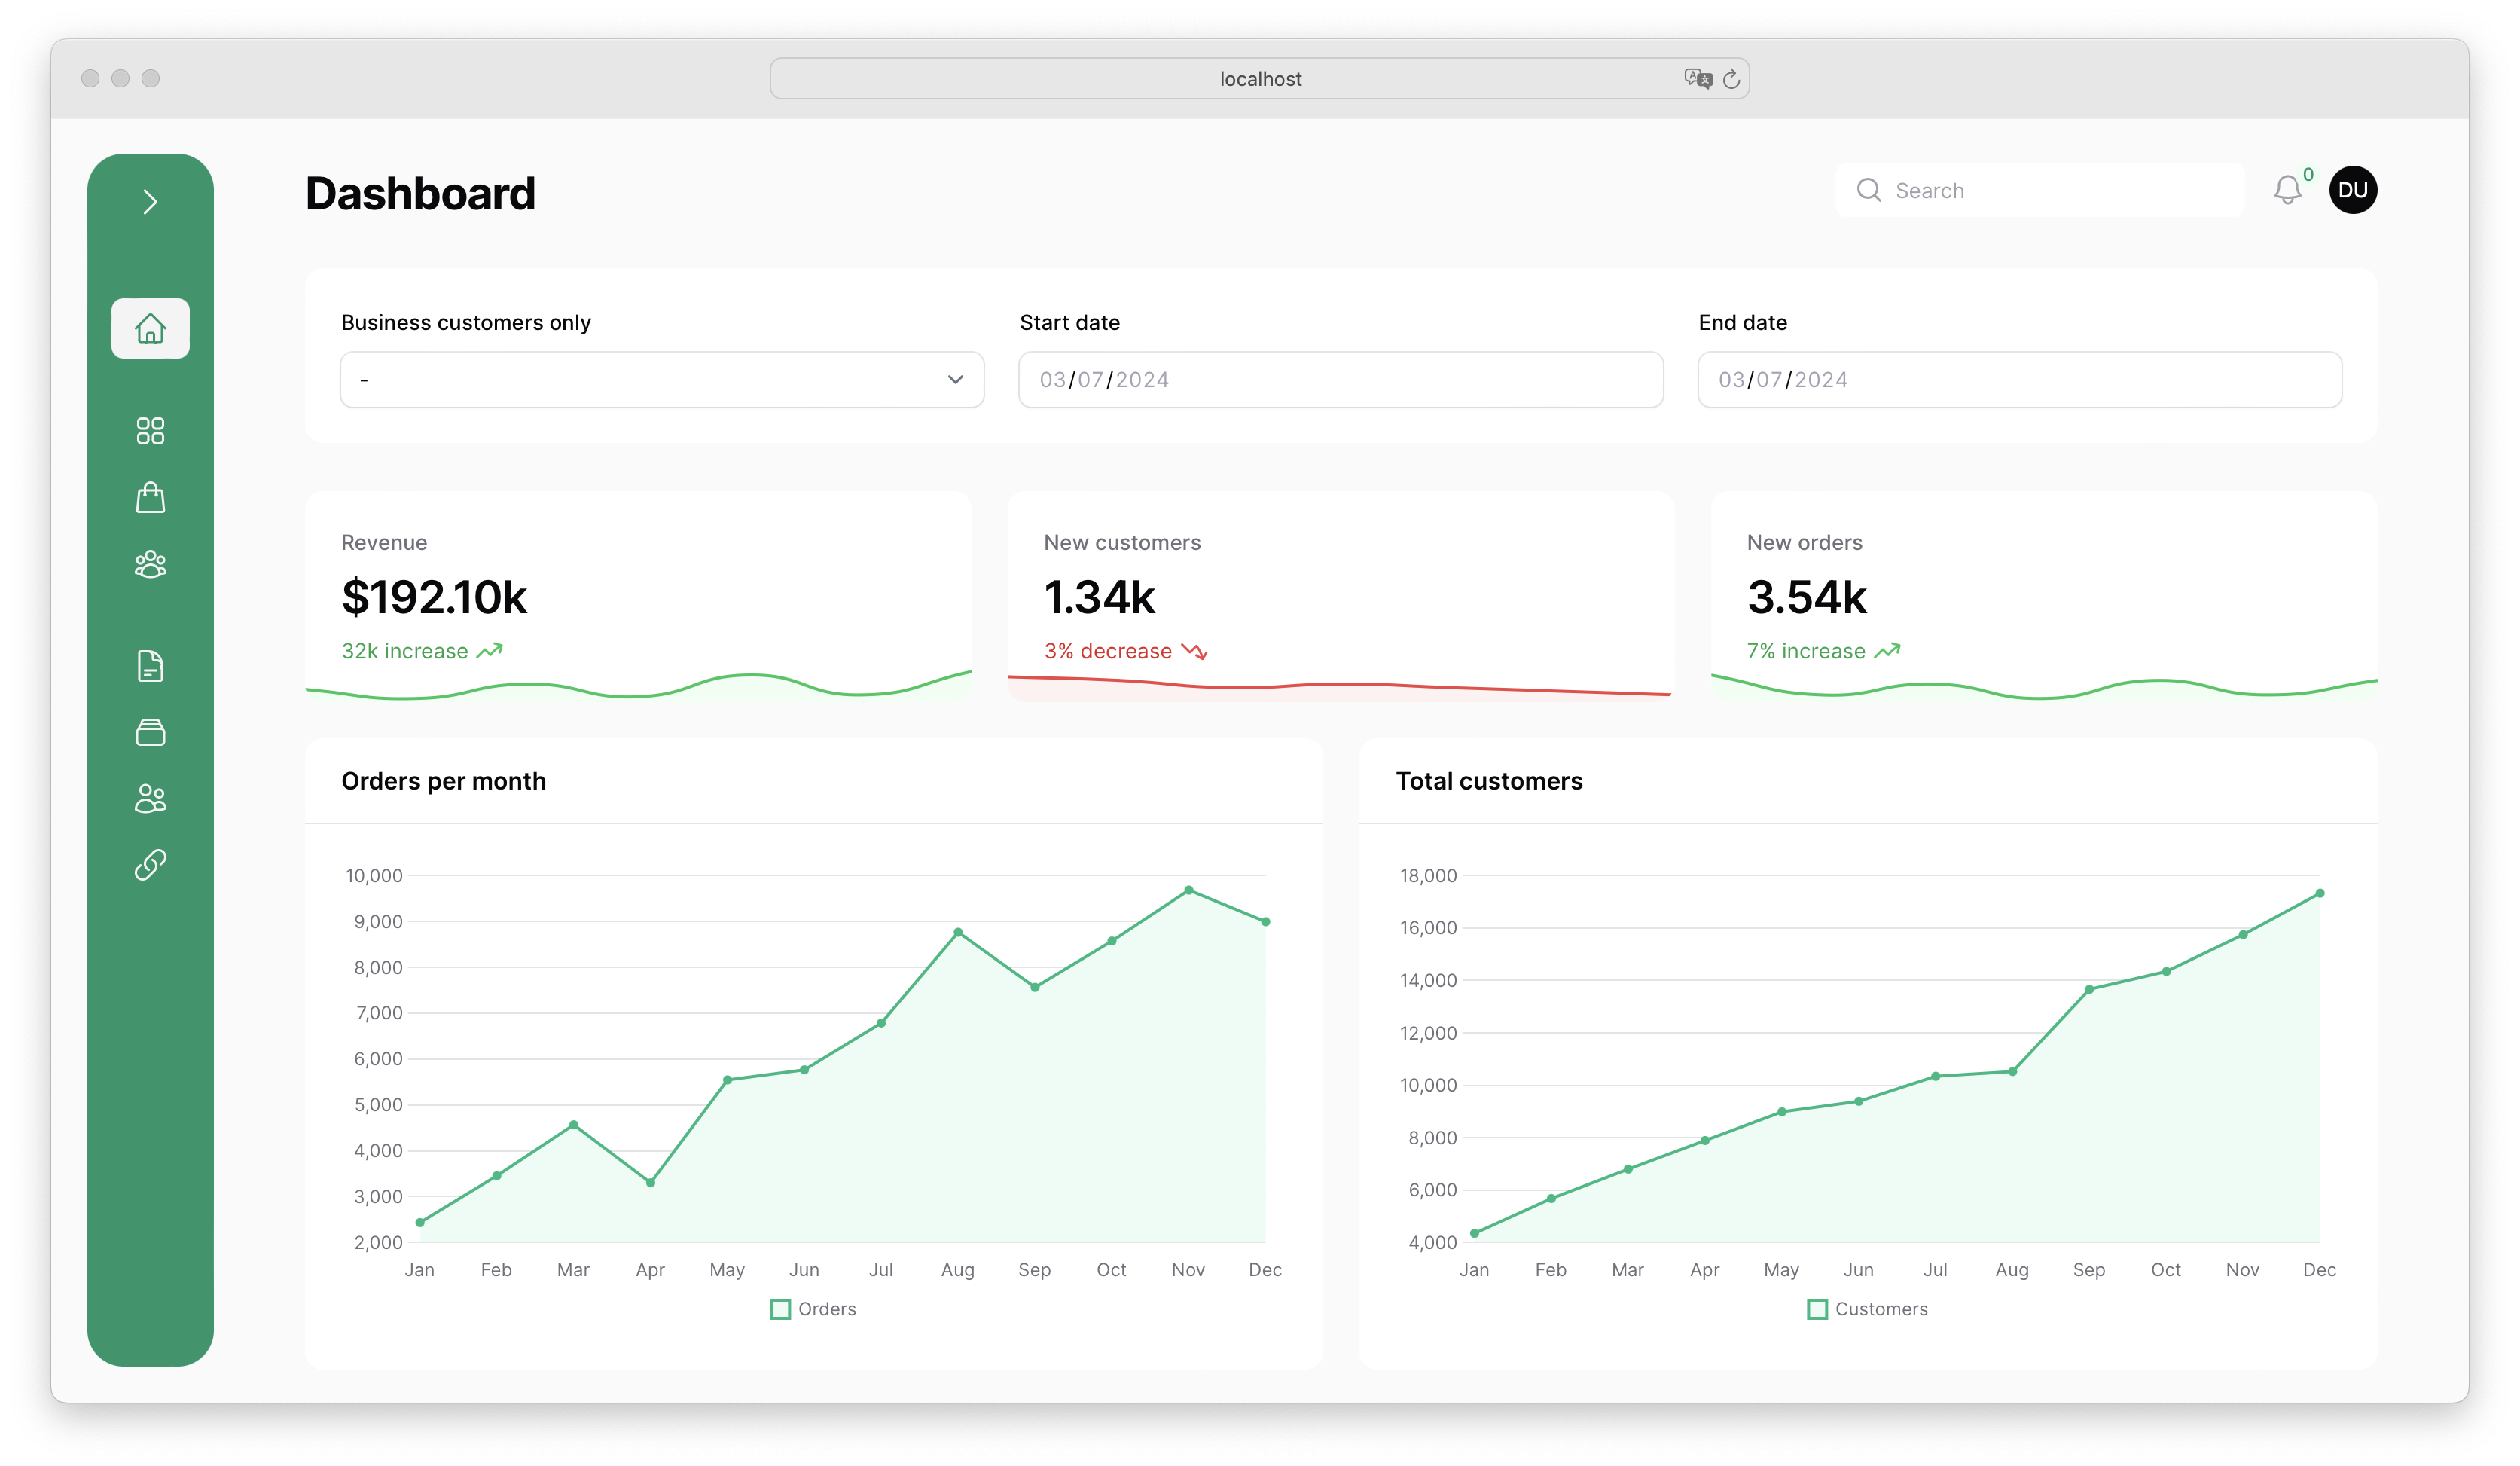 localhost
Dashboard
Search
0
DU
Business customers only
Start date
End date
-
03/07/2024
03/07/2024
Revenue
$192.10k
32k increase
New customers
1.34k
3% decrease
New orders
3.54k
7% increase
Orders per month
10,000
9,000
8,000
7,000
6,000
5,000
4,000
3,000
2,000
Jan Feb Mar Apr May Jun Jul Aug Sep Oct Nov Dec
Orders
Total customers
18,000
16,000
14,000
12,000
10,000
8,000
6,000
4,000
Jan Feb Mar Apr May Jun Jul Aug Sep Oct Nov Dec
Customers